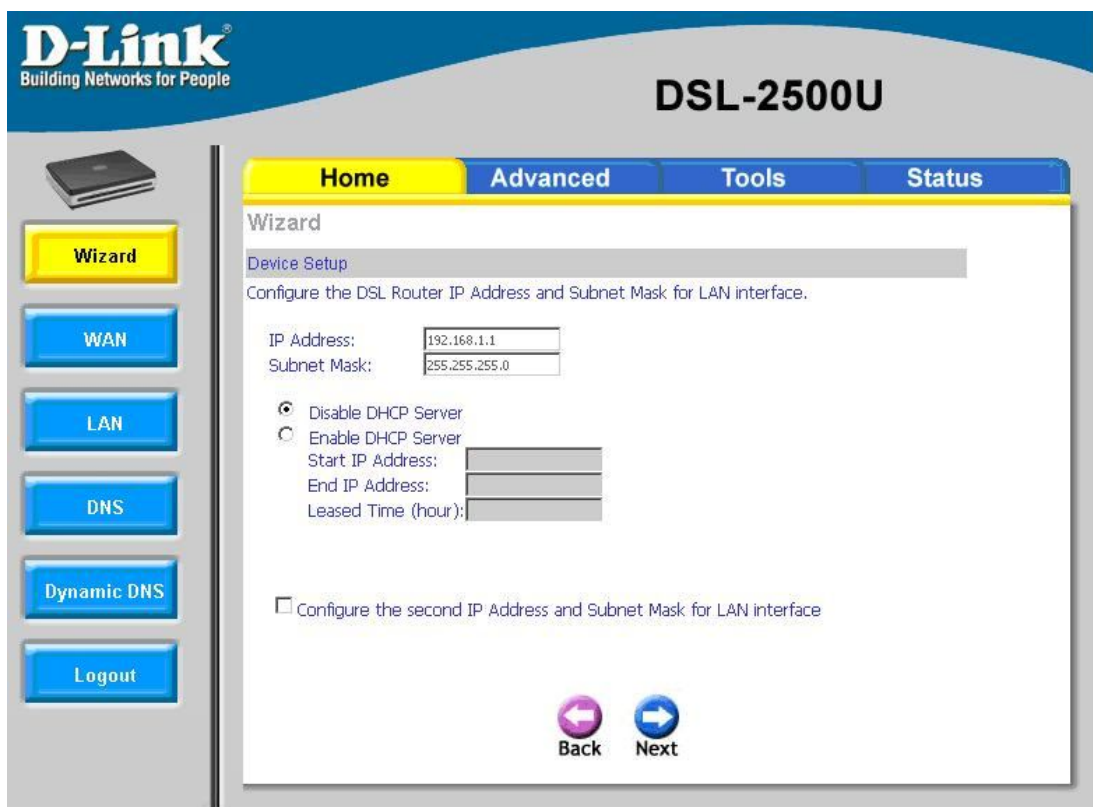 D-Link®
Building Networks for People
DSL-2500U
Home Advanced Tools Status
Wizard
WAN
LAN
DNS
Dynamic DNS
Logout
Wizard
Device Setup
Configure the DSL Router IP Address and Subnet Mask for LAN interface.
IP Address: 192.168.1.1
Subnet Mask: 255.255.255.0
Disable DHCP Server
Enable DHCP Server
Start IP Address:
End IP Address:
Leased Time (hour):
Configure the second IP Address and Subnet Mask for LAN interface
Back Next